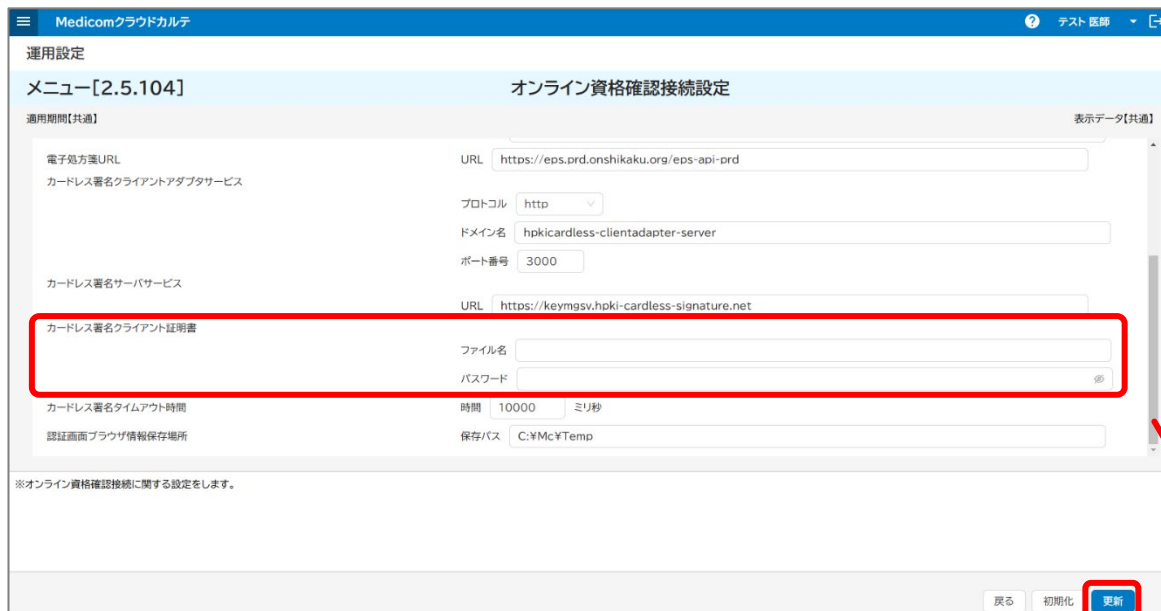 Medicomクラウドカルテ
? テスト 医師
運用設定
メニュー[2.5.104] オンライン資格確認接続設定
適用期間【共通】 表示データ【共通】
電子処方箋URL URL https://eps.prd.onshikaku.org/eps-api-prd
カードレス署名クライアントアダプタサービス
プロトコル http
ドメイン名 hpkicardless-clientadapter-server
ポート番号 3000
カードレス署名サーバサービス
URL https://keymgsv.hpki-cardless-signature.net
カードレス署名クライアント証明書
ファイル名
パスワード
カードレス署名タイムアウト時間 時間 10000 ミリ秒
認証画面ブラウザ情報保存場所 保存パス C:¥Mc¥Temp
※オンライン資格確認接続に関する設定をします。
戻る 初期化 更新